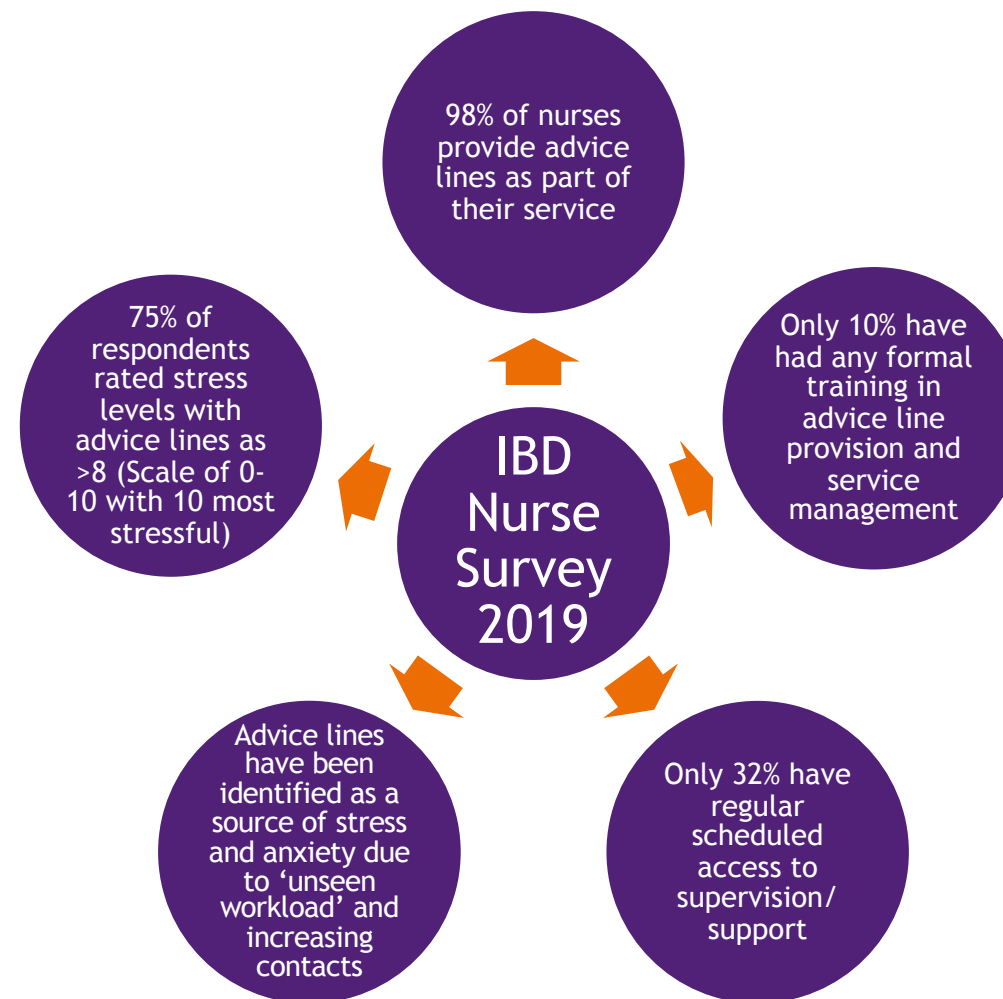 98% of nurses
provide advice
lines as part of
their service
75% of
respondents
rated stress
levels with
advice lines as
>8 (Scale of 0-
10 with 10 most
stressful)
Only 10% have
had any formal
training in
advice line
provision and
service
management
IBD
Nurse
Survey
2019
Advice lines
have been
identified as a
source of stress
and anxiety due
to ‘unseen
workload’ and
increasing
contacts
Only 32% have
regular
scheduled
access to
supervision/
support